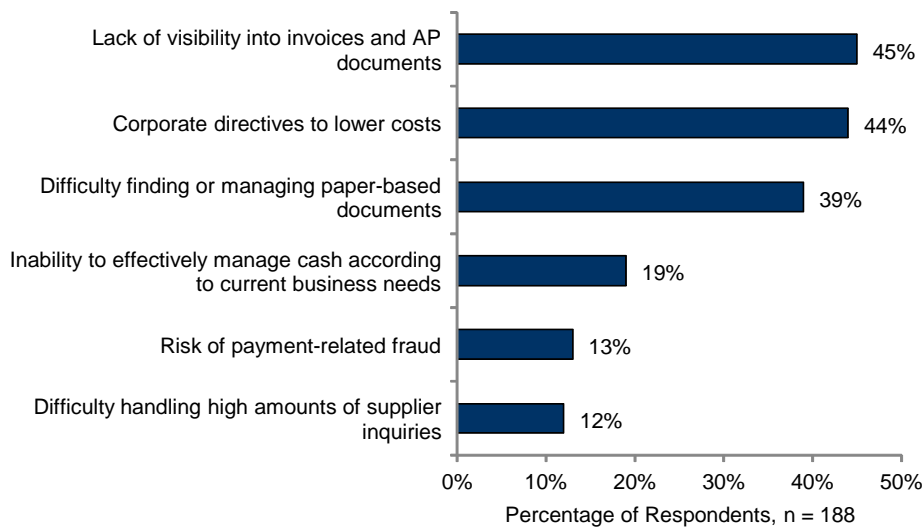 Lack of visibility into invoices and AP
documents
45%
Corporate directives to lower costs
44%
Difficulty finding or managing paper-based
documents
39%
Inability to effectively manage cash according
to current business needs
19%
Risk of payment-related fraud
13%
Difficulty handling high amounts of supplier
inquiries
12%
0% 10% 20% 30% 40% 50%
Percentage of Respondents, n = 188